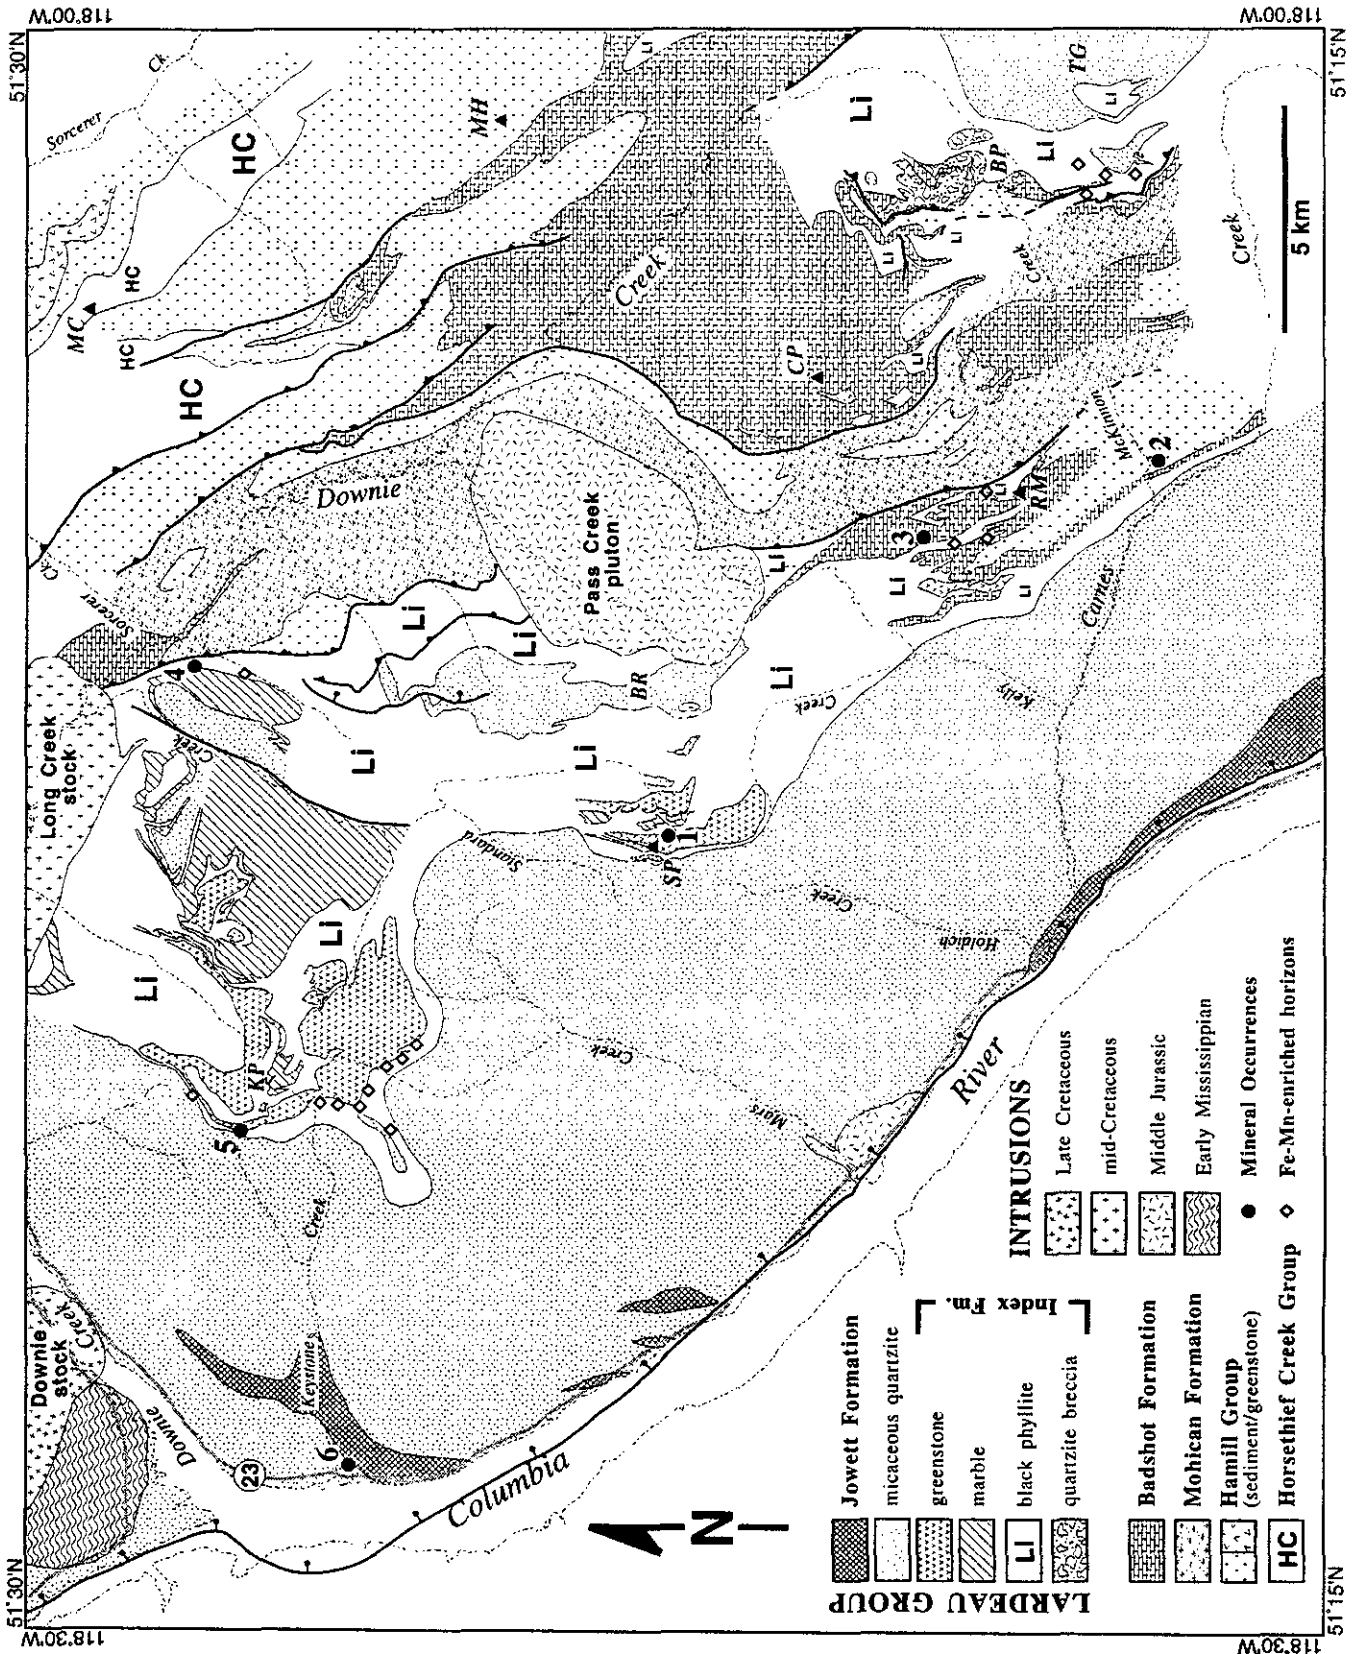 51°30'N
118°00'W
118°00'W
51°15'N
Sorcerer
Ck
HC
MH
Li
TG
Li
Li
BP
Li
MC
HC
HC
HC
Creek
CP
Li
Li
Li
Creek
Creek
5 km
Downie
Pass Creek
pluton
Li
McKinnon
2
RM
3
Li
Li
Carnes
Ck
Sorcerer
4
Li
Li
BR
Li
Creek
Kelly
Long Creek
stock
Creek
Li
Li
Standard
SP
1
Creek
Holdich
Li
Li
KP
5
Creek
Mars
River
Creek
Keystone
Downie
stock
Creek
Downie
23
6
Columbia
N
51°30'N
118°30'W
118°30'W
51°15'N
LARDEAU GROUP
Jowett Formation
micaceous quartzite
greenstone
marble
Li
black phyllite
quartzite breccia
Index Fm.
Badshot Formation
Mohican Formation
Hamill Group
(sediment/greenstone)
HC
Horsethief Creek Group
INTRUSIONS
Late Cretaceous
mid-Cretaceous
Middle Jurassic
Early Mississippian
Mineral Occurrences
Fe-Mn-enriched horizons